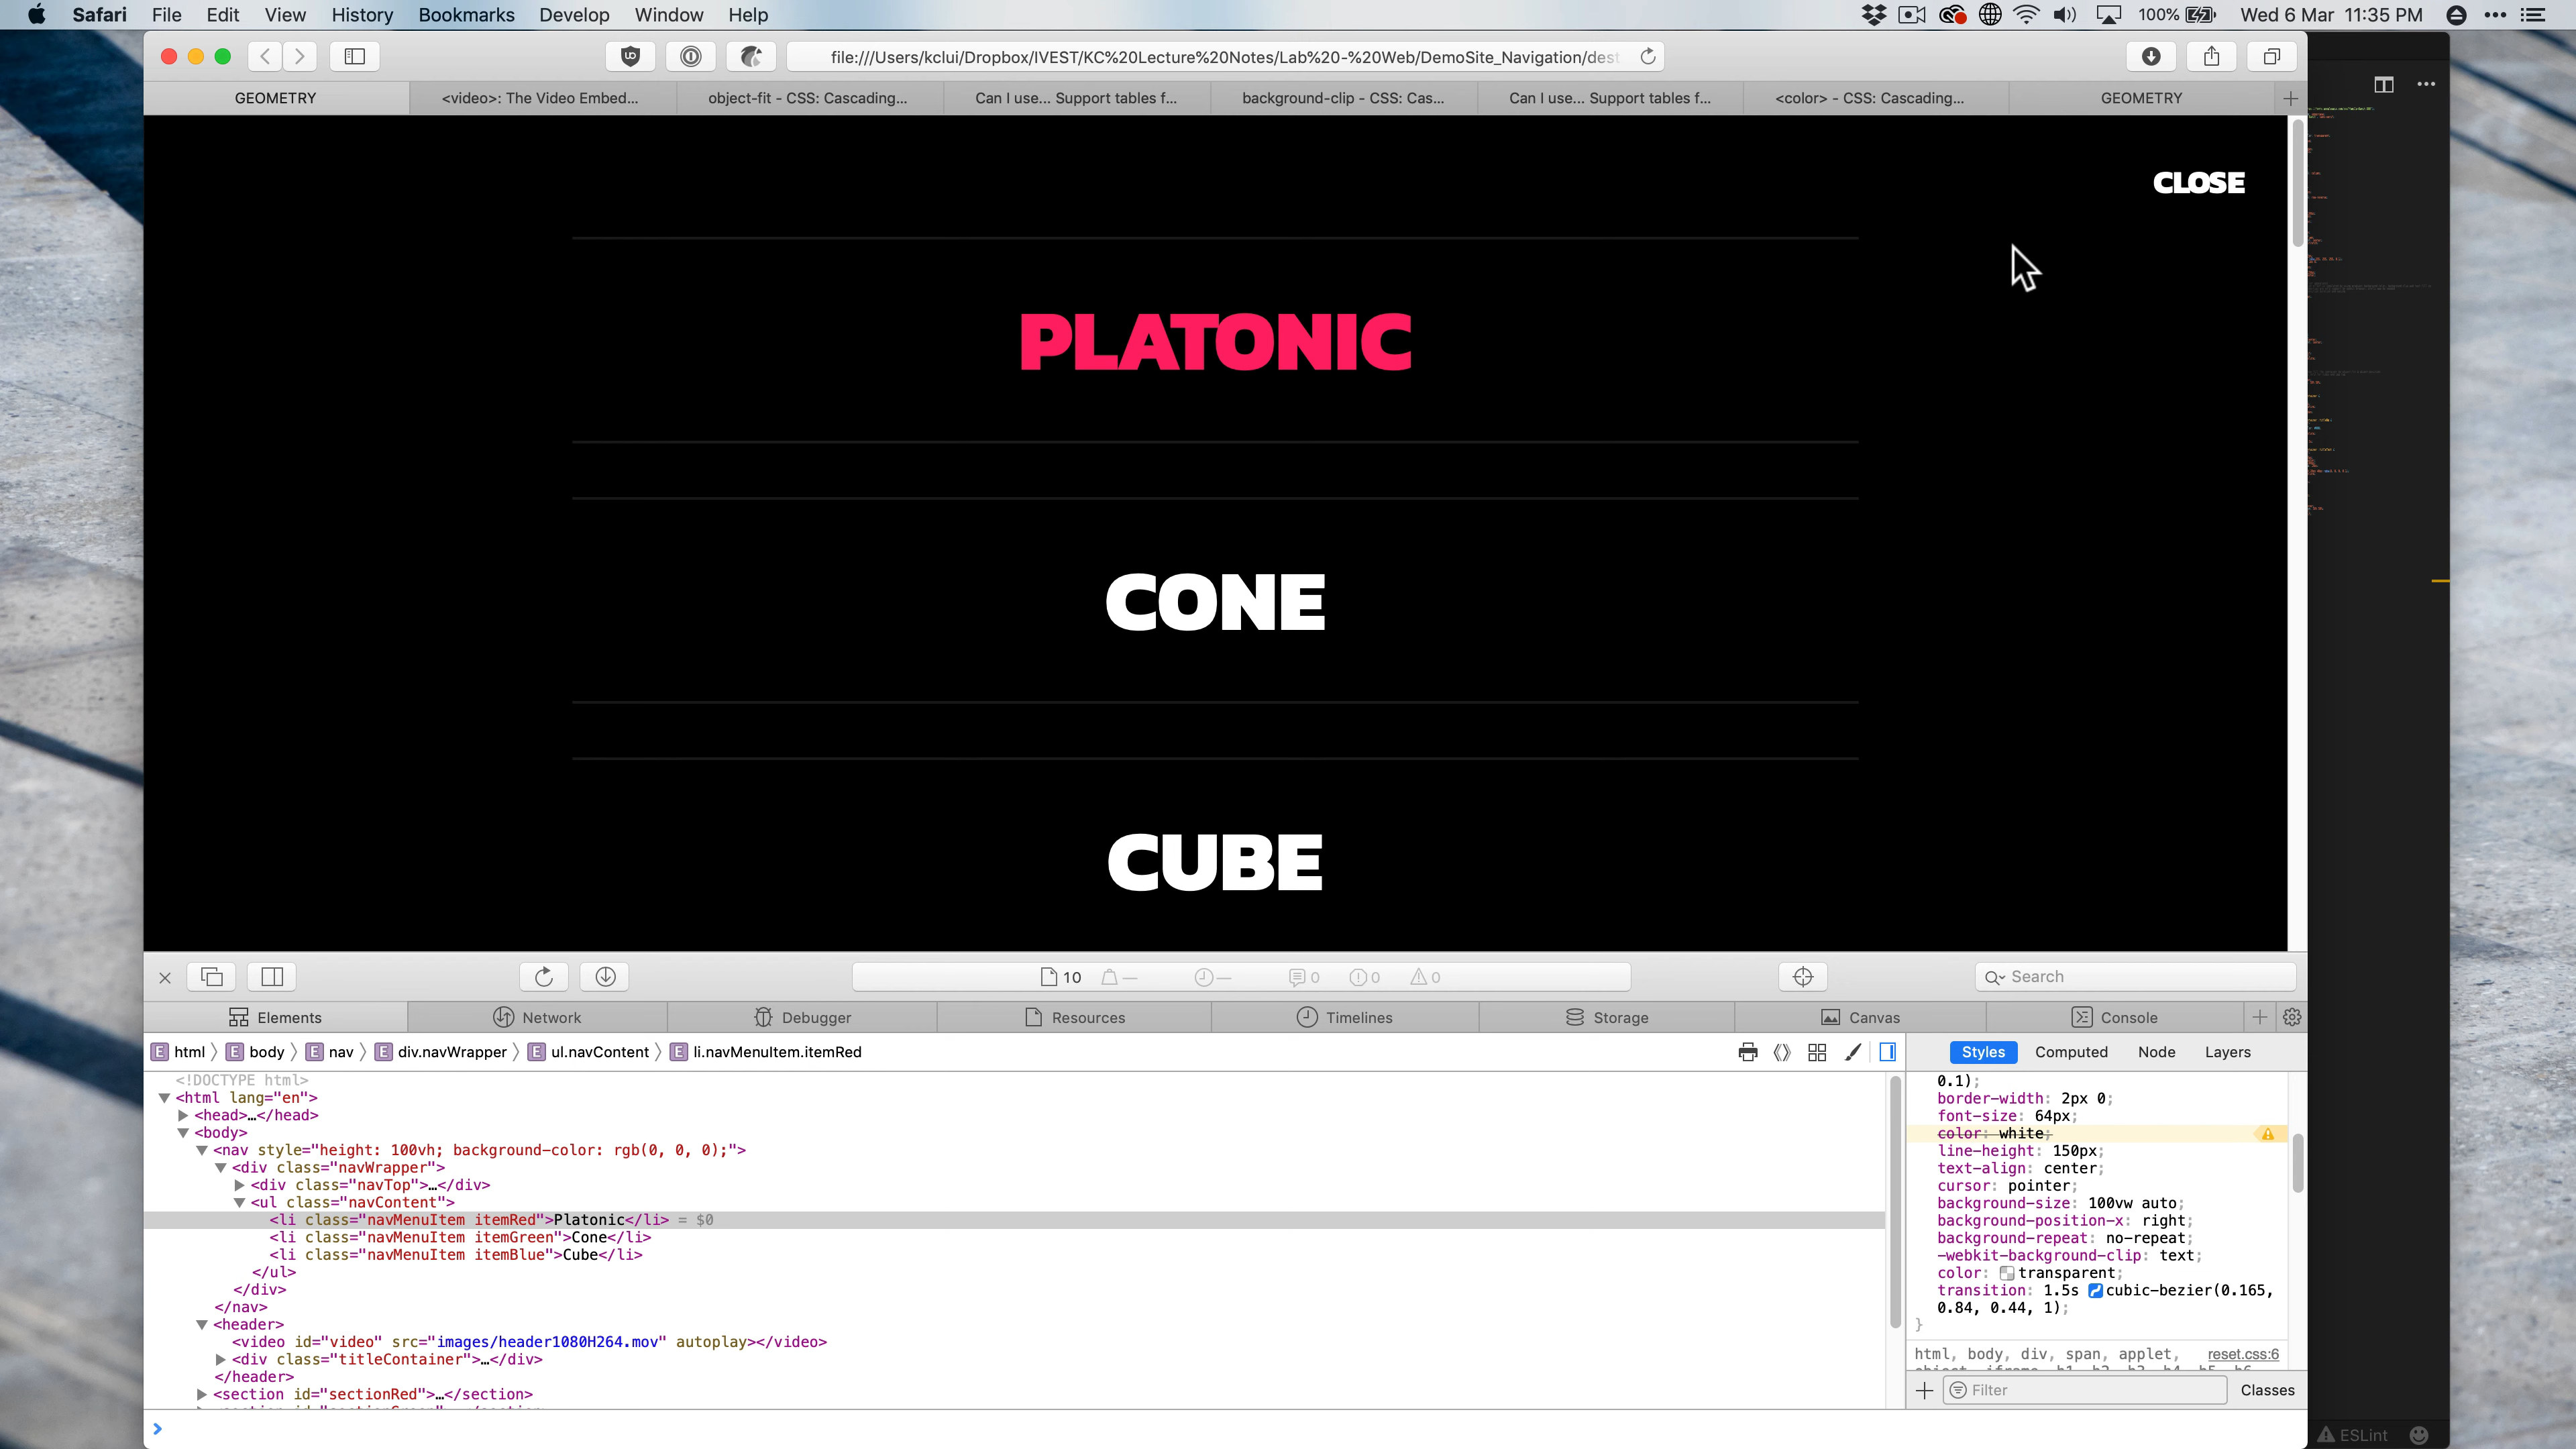 Safari File Edit View History Bookmarks Develop Window Help 100% Wed 6 Mar 11:35 PM
file:///Users/kclui/Dropbox/IVEST/KC%20Lecture%20Notes/Lab%20-%20Web/DemoSite_Navigation/dest
GEOMETRY <video>: The Video Embed... object-fit - CSS: Cascading... Can I use... Support tables f... background-clip - CSS: Cas... Can I use... Support tables f... <color> - CSS: Cascading... GEOMETRY
CLOSE
PLATONIC
CONE
CUBE
10 — — 0 0 0 Search
Elements Network Debugger Resources Timelines Storage Canvas Console
E html E body E nav E div.navWrapper E ul.navContent E li.navMenuItem.itemRed
Styles Computed Node Layers
<!DOCTYPE html>
<html lang="en">
<head>…</head>
<body>
<nav style="height: 100vh; background-color: rgb(0, 0, 0);">
<div class="navWrapper">
<div class="navTop">…</div>
<ul class="navContent">
<li class="navMenuItem itemRed">Platonic</li> = $0
<li class="navMenuItem itemGreen">Cone</li>
<li class="navMenuItem itemBlue">Cube</li>
</ul>
</div>
</nav>
<header>
<video id="video" src="images/header1080H264.mov" autoplay></video>
<div class="titleContainer">…</div>
</header>
<section id="sectionRed">…</section>
0.1);
border-width: 2px 0;
font-size: 64px;
color: white;
line-height: 150px;
text-align: center;
cursor: pointer;
background-size: 100vw auto;
background-position-x: right;
background-repeat: no-repeat;
-webkit-background-clip: text;
color: transparent;
transition: 1.5s cubic-bezier(0.165,
0.84, 0.44, 1);
}
html, body, div, span, applet, reset.css:6
Filter Classes
ESLint